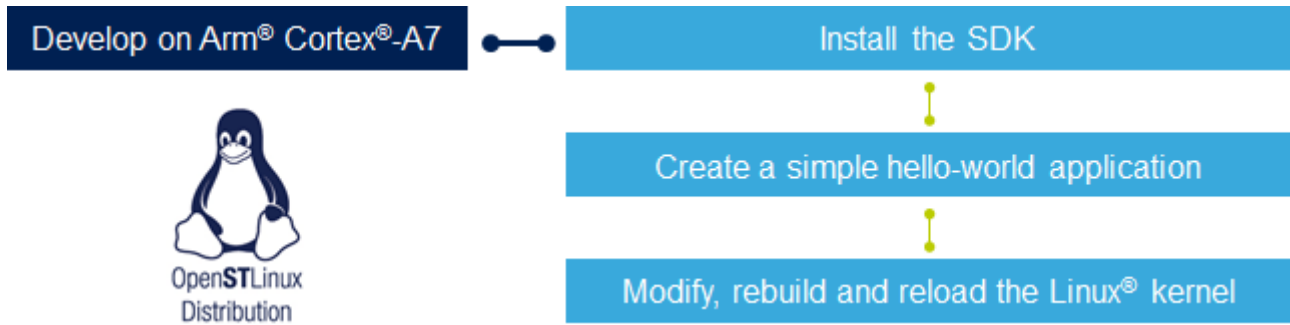 Develop on Arm® Cortex®-A7
Install the SDK
Create a simple hello-world application
OpenSTLinux
Distribution
Modify, rebuild and reload the Linux® kernel